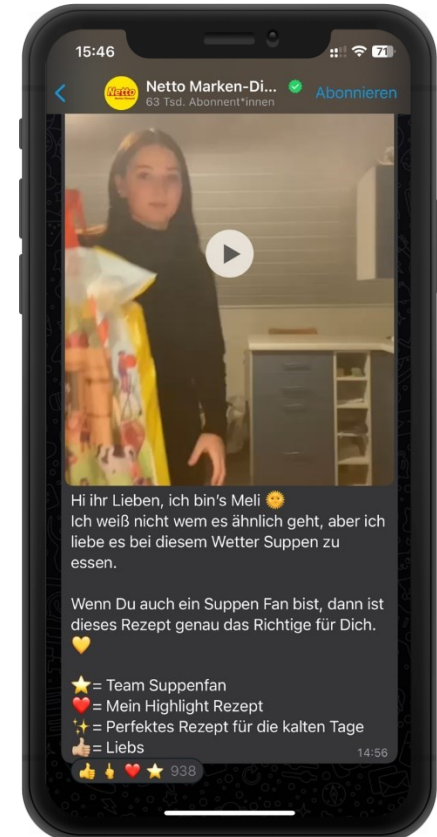 15:46
71
Netto
Netto Marken-Di...
63 Tsd. Abonnent*innen
Abonnieren
Hi ihr Lieben, ich bin's Meli 🌞
Ich weiß nicht wem es ähnlich geht, aber ich
liebe es bei diesem Wetter Suppen zu
essen.
Wenn Du auch ein Suppen Fan bist, dann ist
dieses Rezept genau das Richtige für Dich.
💛
⭐= Team Suppenfan
❤️= Mein Highlight Rezept
✨= Perfektes Rezept für die kalten Tage
👍🏼= Liebs
14:56
👍🖕❤️⭐ 938